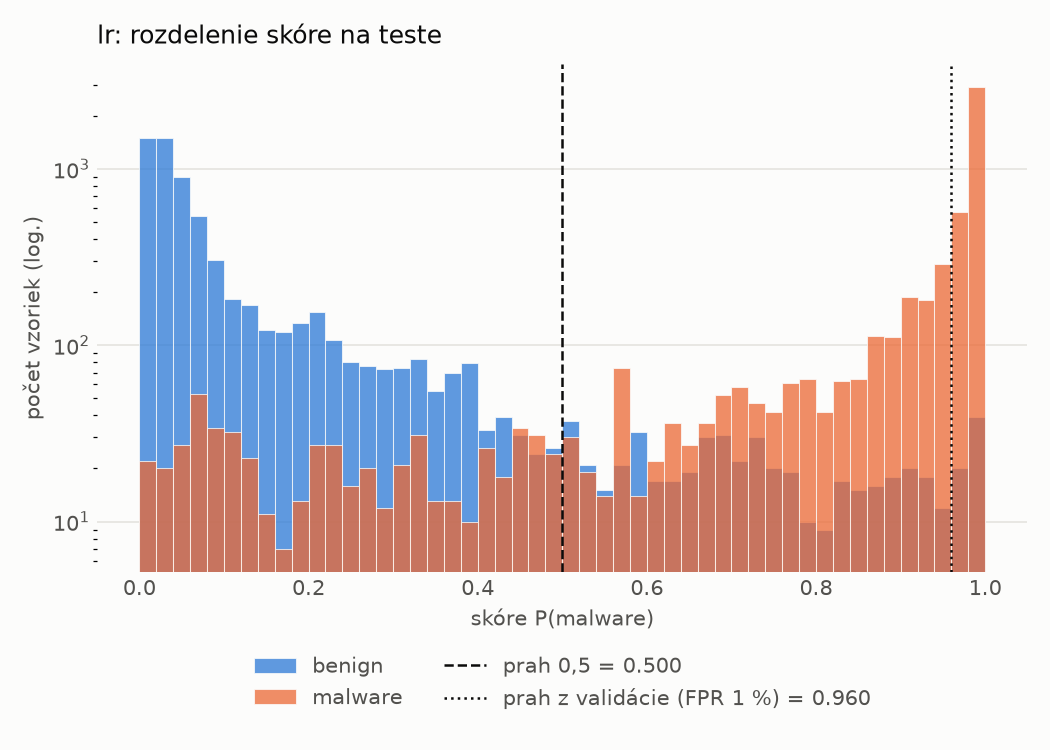 lr: rozdelenie skóre na teste
počet vzoriek (log.)
10³
10²
10¹
0.0 0.2 0.4 0.6 0.8 1.0
skóre P(malware)
benign
malware
prah 0,5 = 0.500
prah z validácie (FPR 1 %) = 0.960